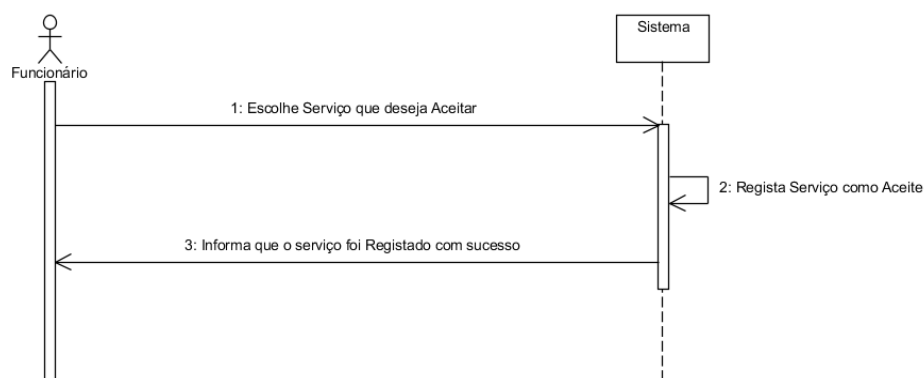 Sistema
Funcionário
1: Escolhe Serviço que deseja Aceitar
2: Regista Serviço como Aceite
3: Informa que o serviço foi Registado com sucesso